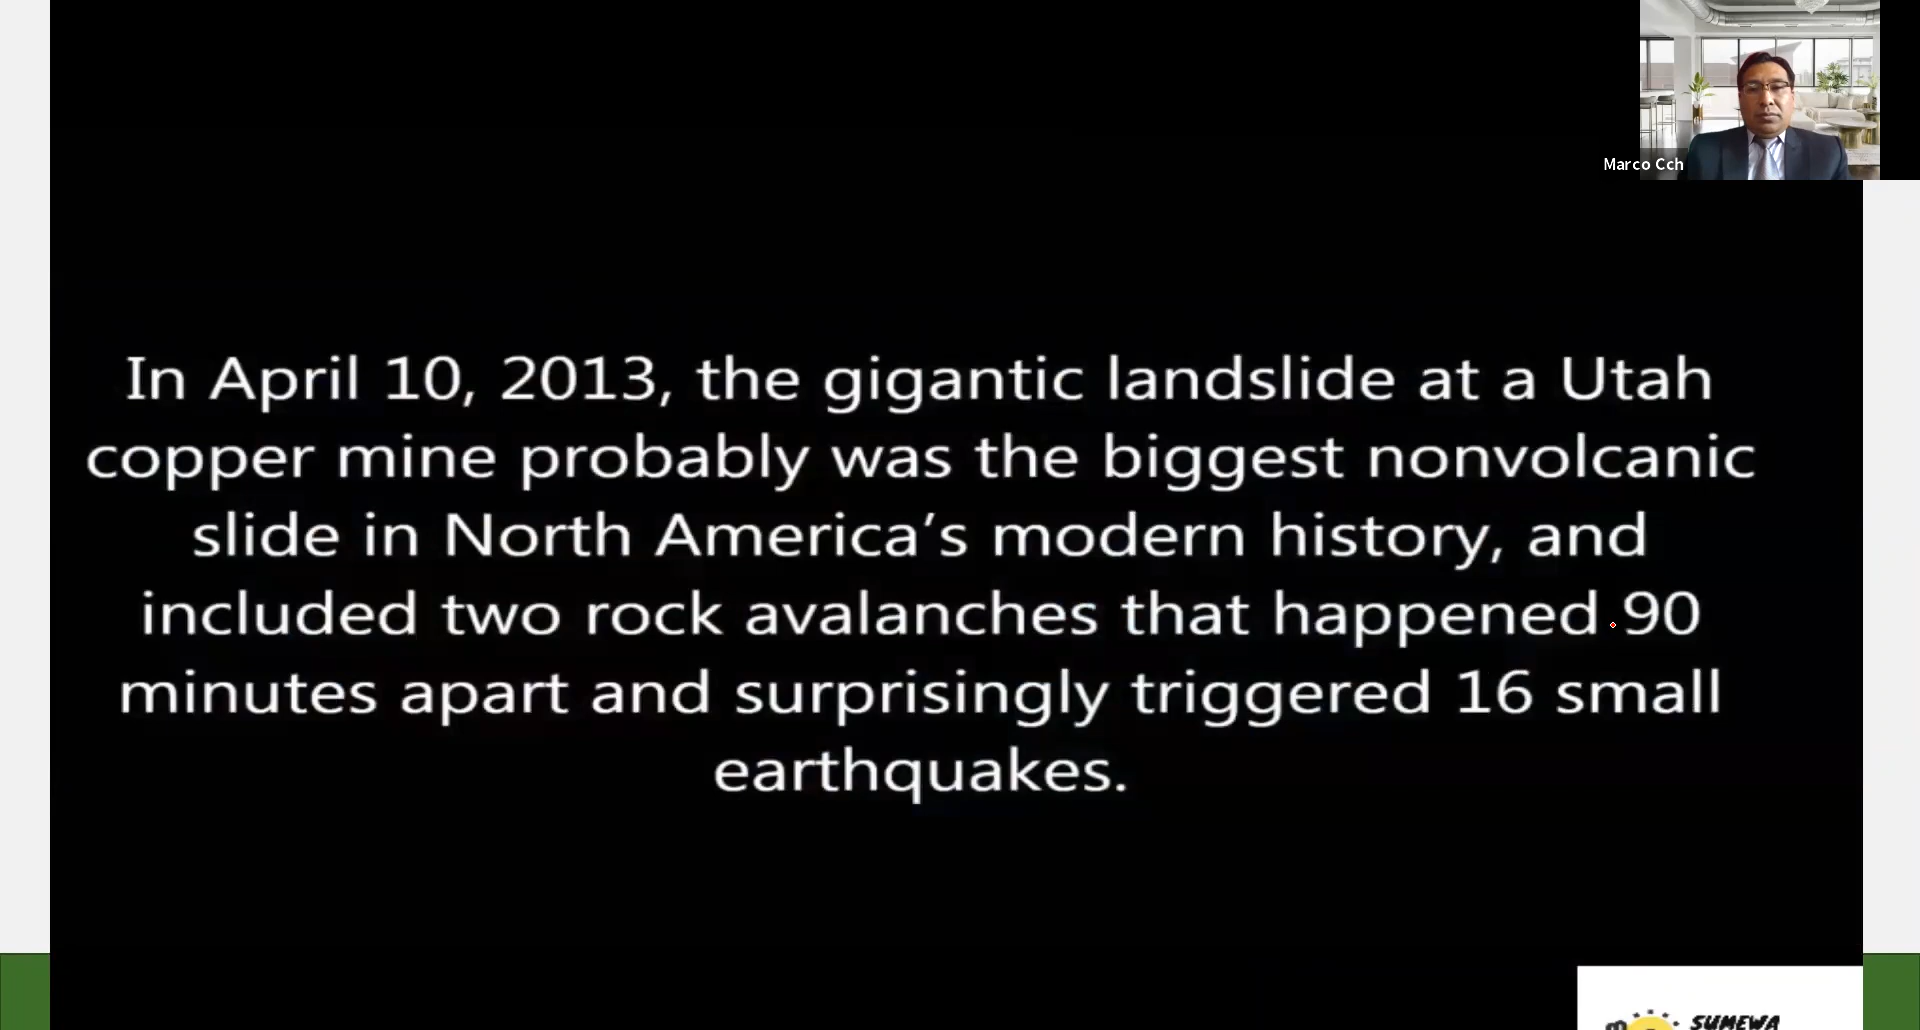 Marco Cch
In April 10, 2013, the gigantic landslide at a Utah
copper mine probably was the biggest nonvolcanic
slide in North America’s modern history, and
included two rock avalanches that happened 90
minutes apart and surprisingly triggered 16 small
earthquakes.
SUMEWA